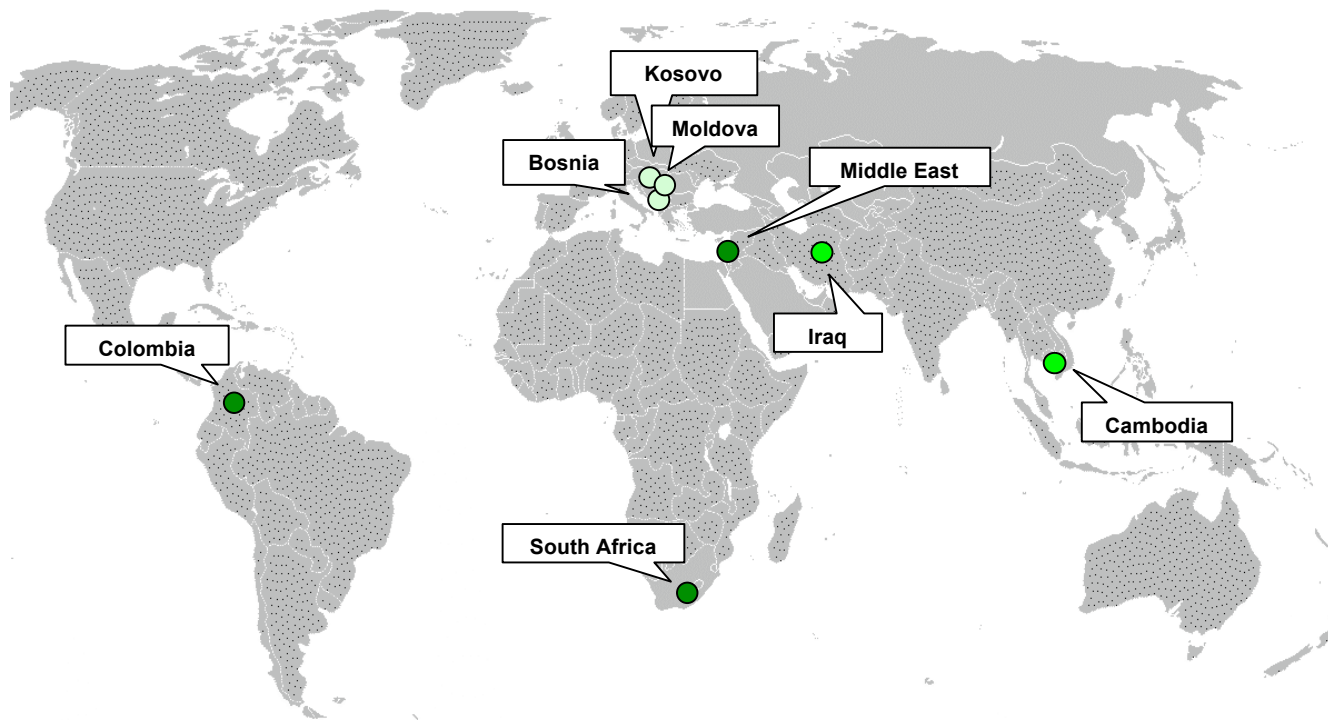 Kosovo
Moldova
Bosnia
Middle East
Iraq
Colombia
Cambodia
South Africa